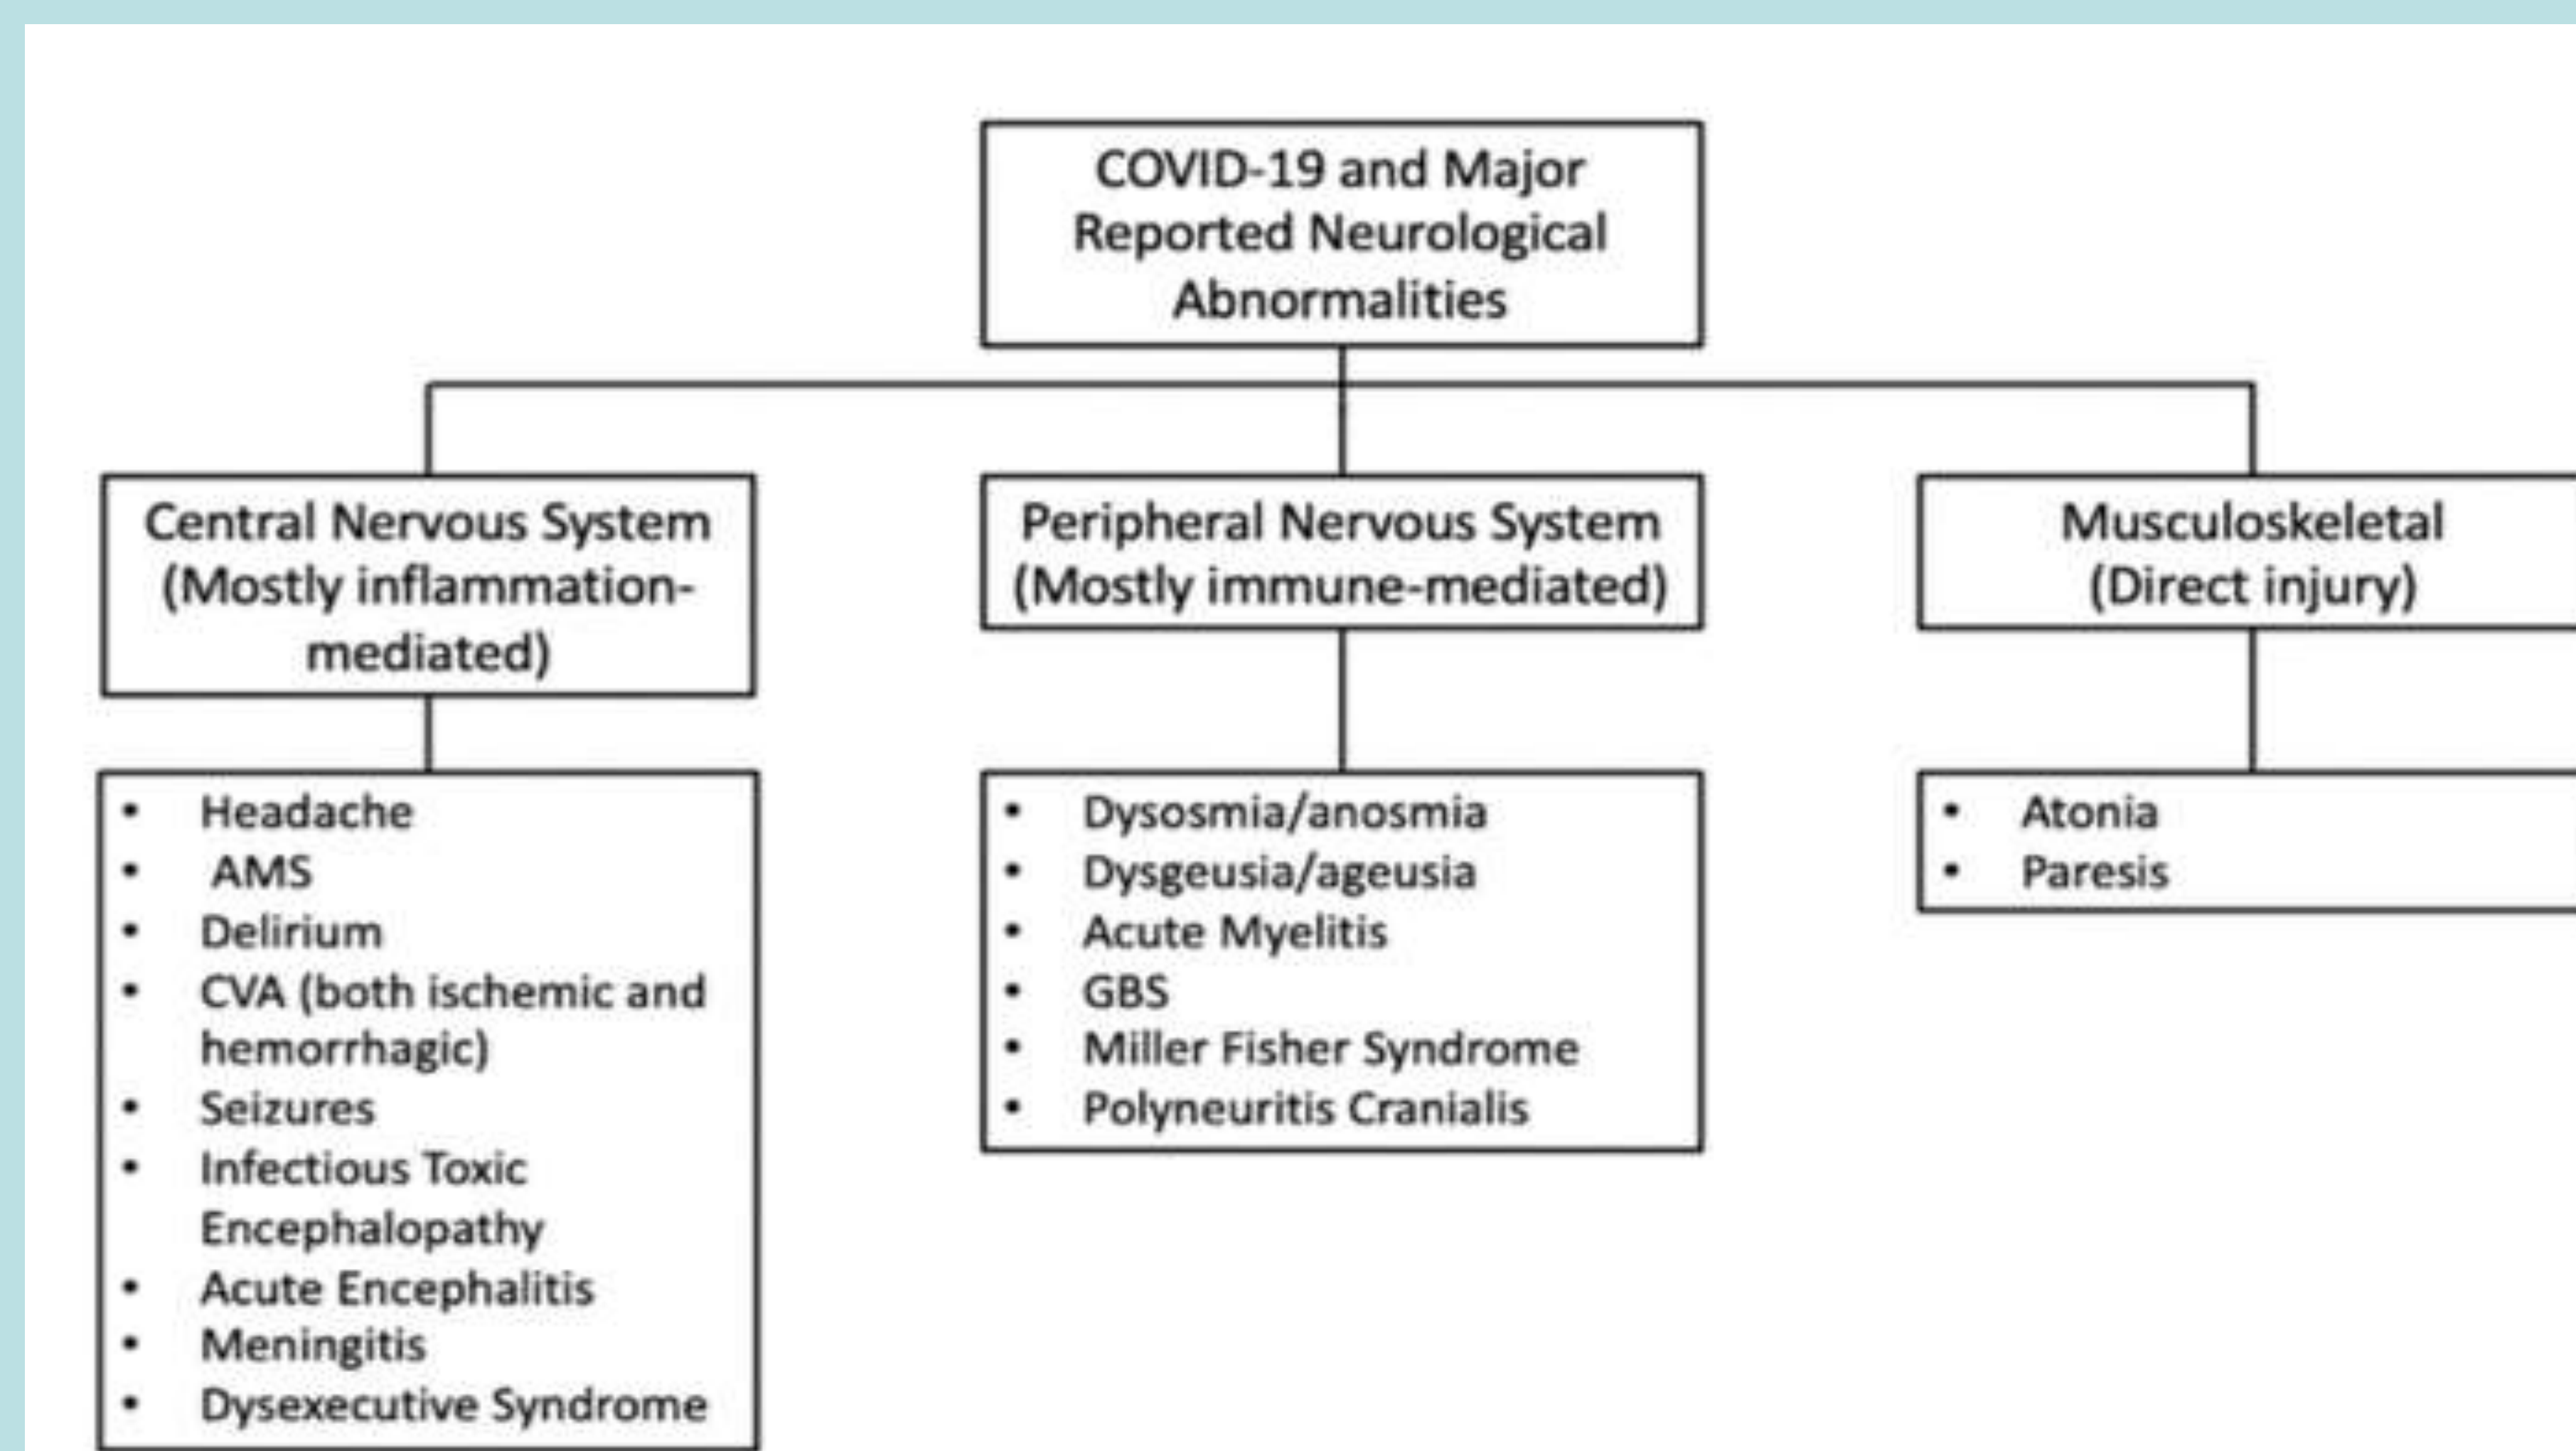 COVID-19 and Major
Reported Neurological
Abnormalities
Central Nervous System
(Mostly inflammation-
mediated)
Peripheral Nervous System
(Mostly immune-mediated)
Musculoskeletal
(Direct injury)
• Headache
• AMS
• Delirium
• CVA (both ischemic and
hemorrhagic)
• Seizures
• Infectious Toxic
Encephalopathy
• Acute Encephalitis
• Meningitis
• Dysexecutive Syndrome
• Dysosmia/anosmia
• Dysgeusia/ageusia
• Acute Myelitis
• GBS
• Miller Fisher Syndrome
• Polyneuritis Cranialis
• Atonia
• Paresis